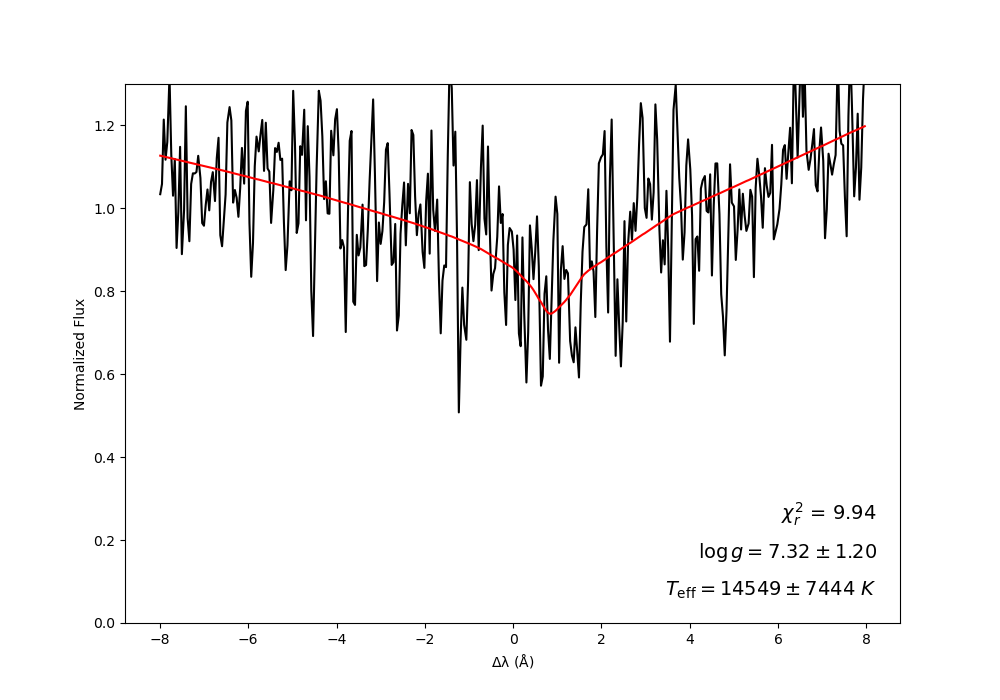 1.2
1.0
0.8
0.6
0.4
0.2
0.0
Normalized Flux
χ²ᵣ = 9.94
log g = 7.32 ± 1.20
T_eff = 14549 ± 7444 K
−8 −6 −4 −2 0 2 4 6 8
Δλ (Å)